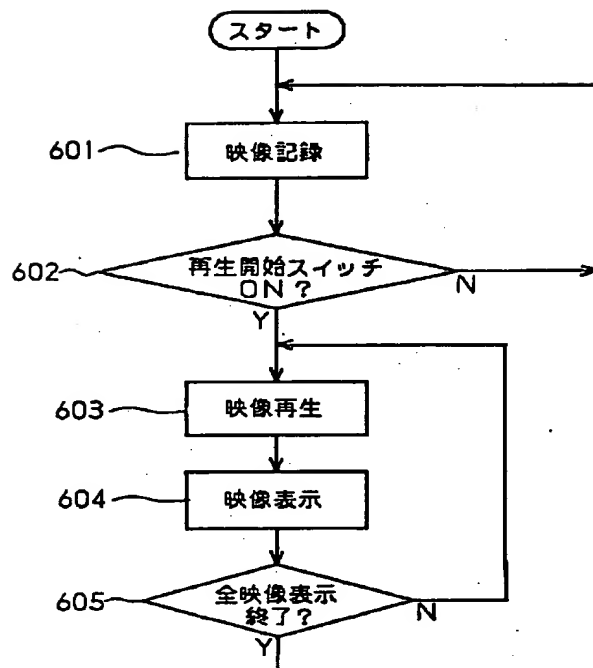 スタート
601
映像記録
602
再生開始スイッチ
ON?
N
Y
603
映像再生
604
映像表示
605
全映像表示
終了?
N
Y